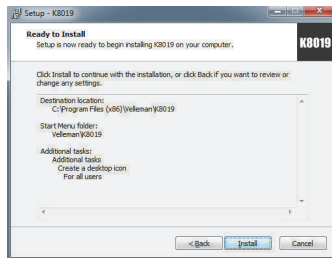 Setup - K8019
Ready to Install
Setup is now ready to begin installing K8019 on your computer.
K8019
Click Install to continue with the installation, or click Back if you want to review or
change any settings.
Destination location:
C:\Program Files (x86)\Velleman\K8019
Start Menu folder:
Velleman\K8019
Additional tasks:
Additional tasks
Create a desktop icon
For all users
< Back
Install
Cancel